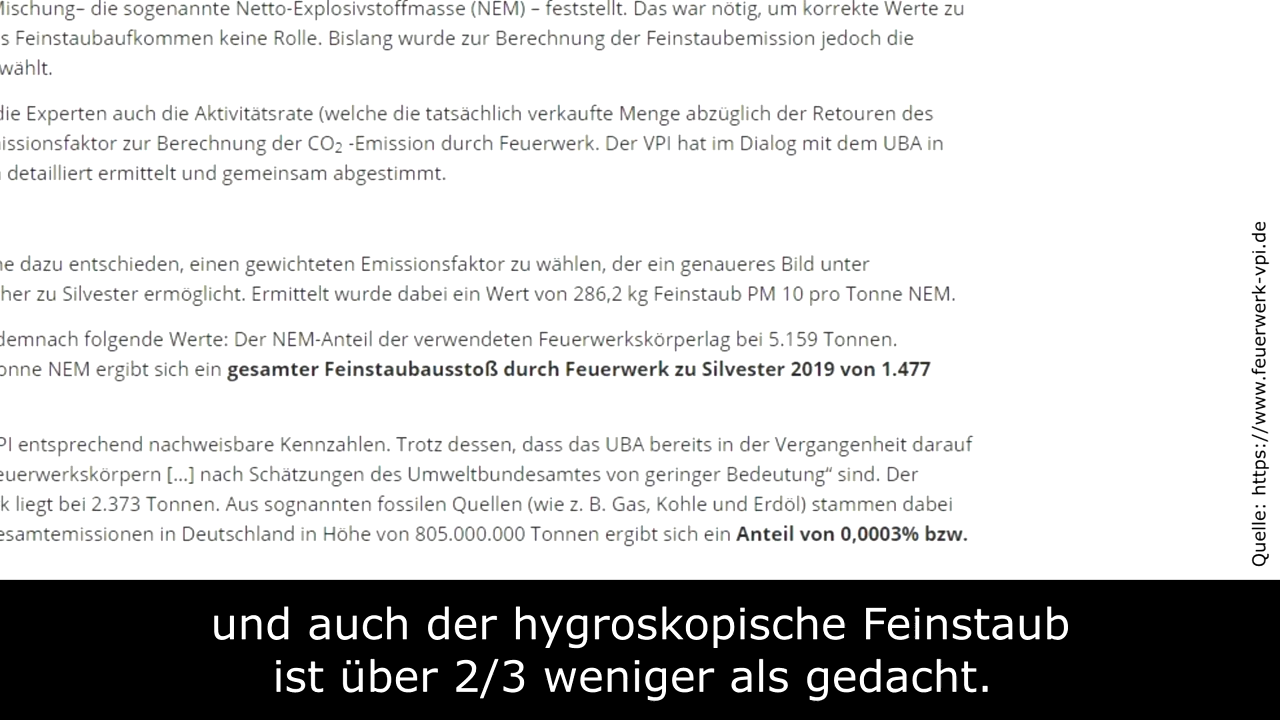 Mischung– die sogenannte Netto-Explosivstoffmasse (NEM) – feststellt. Das war nötig, um korrekte Werte zu
s Feinstaubaufkommen keine Rolle. Bislang wurde zur Berechnung der Feinstaubemission jedoch die
wählt.
die Experten auch die Aktivitätsrate (welche die tatsächlich verkaufte Menge abzüglich der Retouren des
issionsfaktor zur Berechnung der CO₂ -Emission durch Feuerwerk. Der VPI hat im Dialog mit dem UBA in
detailliert ermittelt und gemeinsam abgestimmt.
ne dazu entschieden, einen gewichteten Emissionsfaktor zu wählen, der ein genaueres Bild unter
her zu Silvester ermöglicht. Ermittelt wurde dabei ein Wert von 286,2 kg Feinstaub PM 10 pro Tonne NEM.
demnach folgende Werte: Der NEM-Anteil der verwendeten Feuerwerkskörperlag bei 5.159 Tonnen.
onne NEM ergibt sich ein gesamter Feinstaubausstoß durch Feuerwerk zu Silvester 2019 von 1.477
PI entsprechend nachweisbare Kennzahlen. Trotz dessen, dass das UBA bereits in der Vergangenheit darauf
euerwerkskörpern [...] nach Schätzungen des Umweltbundesamtes von geringer Bedeutung“ sind. Der
k liegt bei 2.373 Tonnen. Aus sognannten fossilen Quellen (wie z. B. Gas, Kohle und Erdöl) stammen dabei
esamtemissionen in Deutschland in Höhe von 805.000.000 Tonnen ergibt sich ein Anteil von 0,0003% bzw.
Quelle: https://www.feuerwerk-vpi.de
und auch der hygroskopische Feinstaub
ist über 2/3 weniger als gedacht.